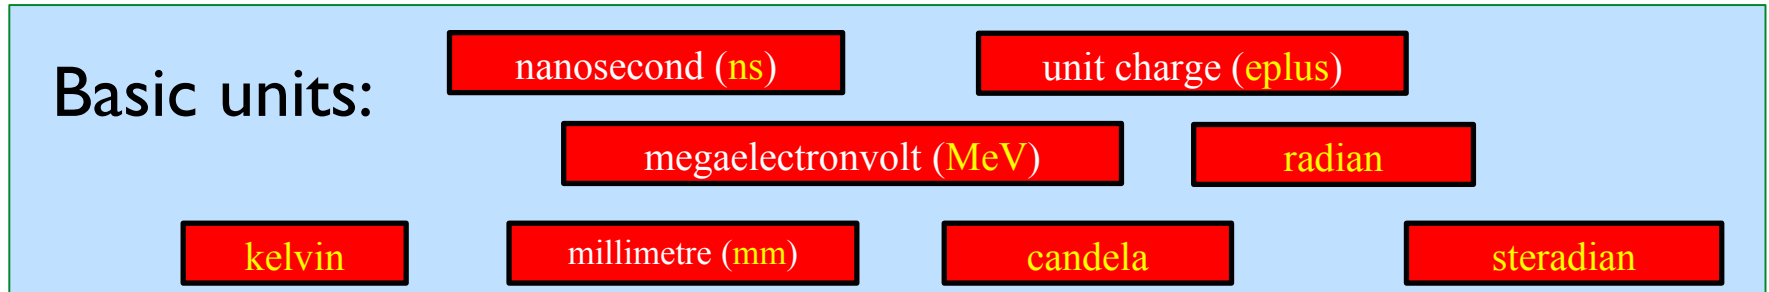 Basic units:
nanosecond (ns)
unit charge (eplus)
megaelectronvolt (MeV)
radian
kelvin
millimetre (mm)
candela
steradian